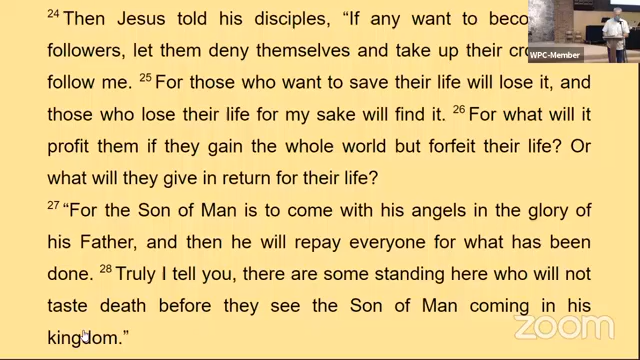 24 Then Jesus told his disciples, “If any want to
followers, let them deny themselves and take up their
follow me. 25 For those who want to save their life will lose it, and
those who lose their life for my sake will find it. 26 For what will it
profit them if they gain the whole world but forfeit their life? Or
what will they give in return for their life?
27 “For the Son of Man is to come with his angels in the glory of
his Father, and then he will repay everyone for what has been
done. 28 Truly I tell you, there are some standing here who will not
taste death before they see the Son of Man coming in his
kingdom.”
WPC-Member
zoom